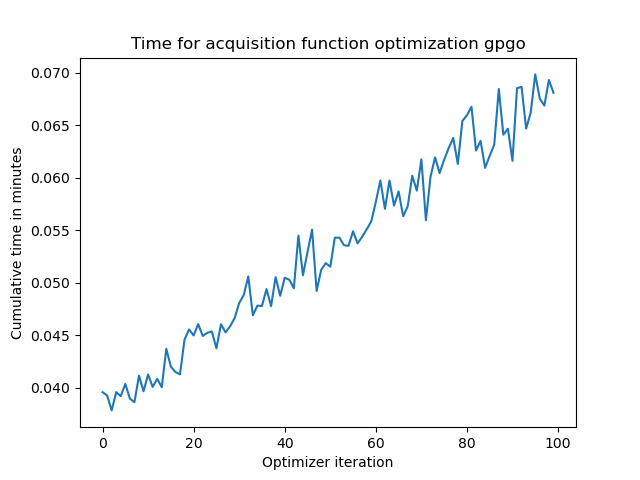 Time for acquisition function optimization gpgo
0.070
0.065
0.060
0.055
0.050
0.045
0.040
Cumulative time in minutes
0 20 40 60 80 100
Optimizer iteration